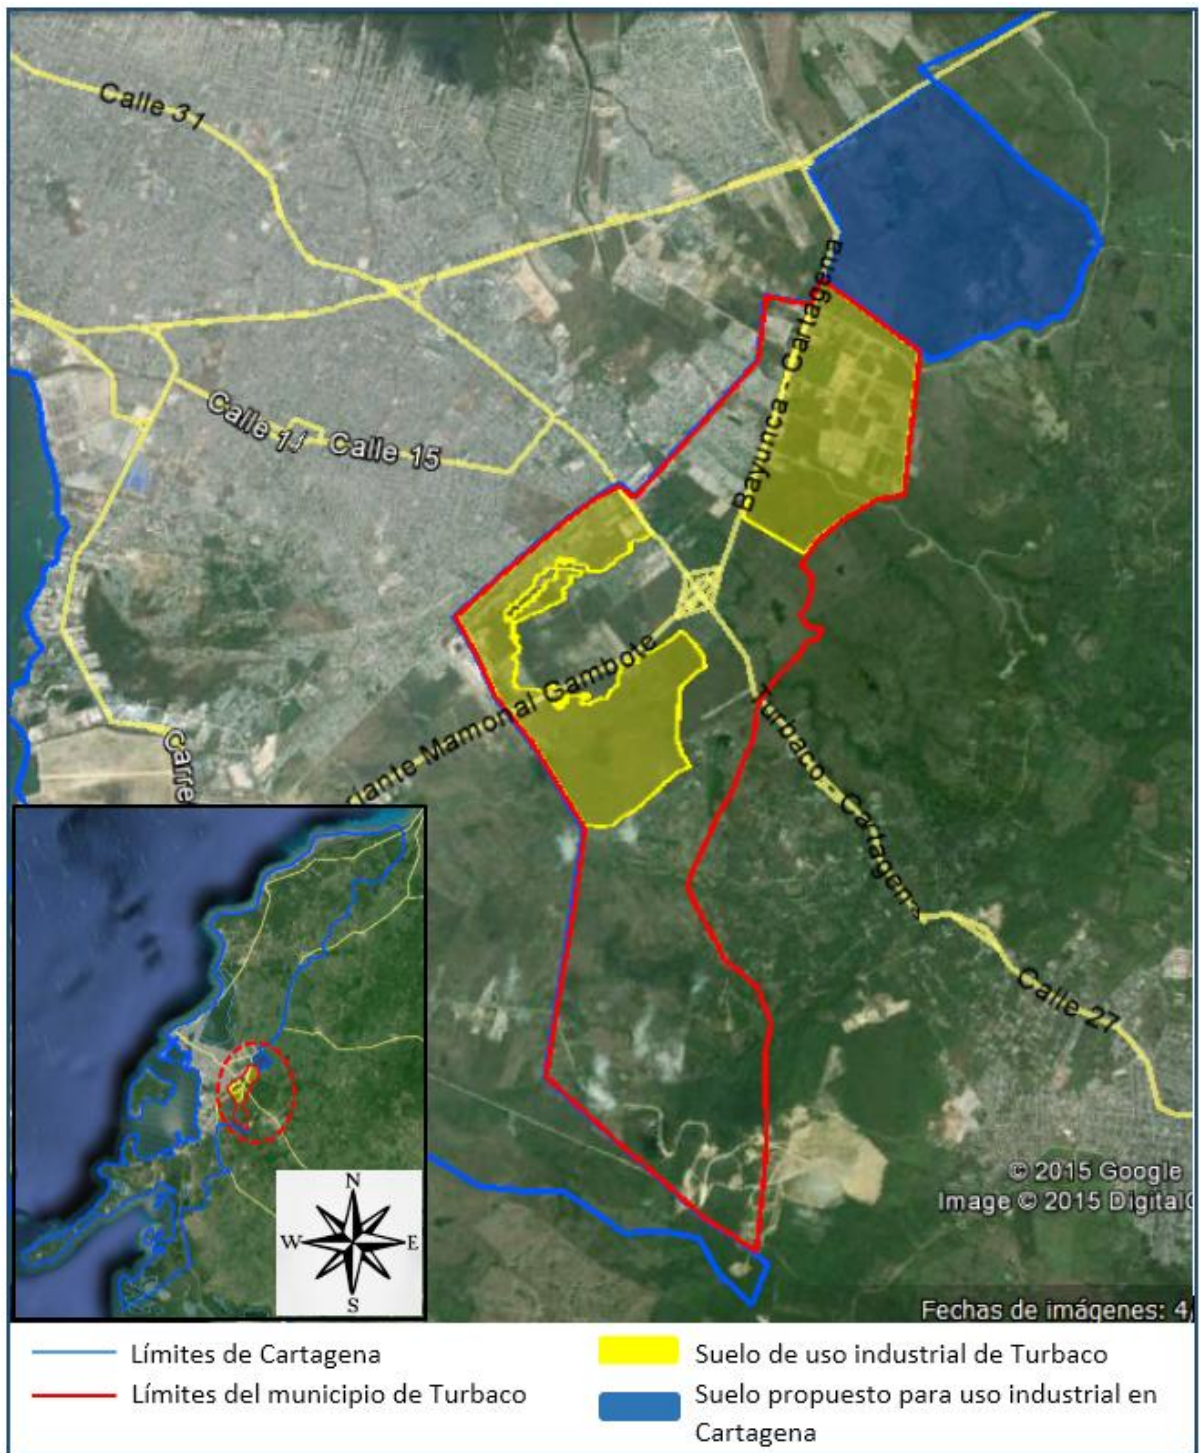 Calle 31
Bayunca - Cartagena
Calle 14
Calle 15
riante Mamonal Gambote
Turbaco - Cartagena
Carre
Calle 27
N
W
E
S
© 2015 Google
Image © 2015 Digital
Fechas de imágenes: 4
Límites de Cartagena
Límites del municipio de Turbaco
Suelo de uso industrial de Turbaco
Suelo propuesto para uso industrial en
Cartagena